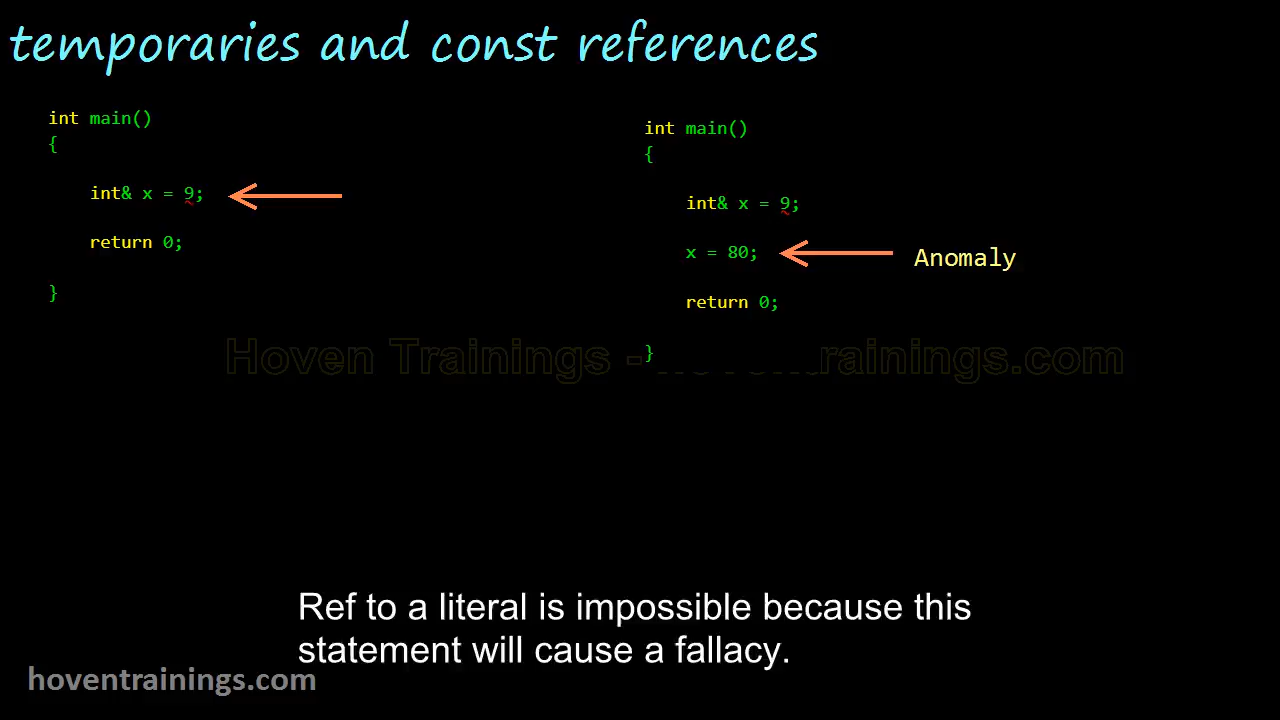 temporaries and const references
int main()
{
int& x = 9;
return 0;
}
int main()
{
int& x = 9;
x = 80;
Anomaly
return 0;
}
Hoven Trainings - hoventrainings.com
Ref to a literal is impossible because this
statement will cause a fallacy.
hoventrainings.com